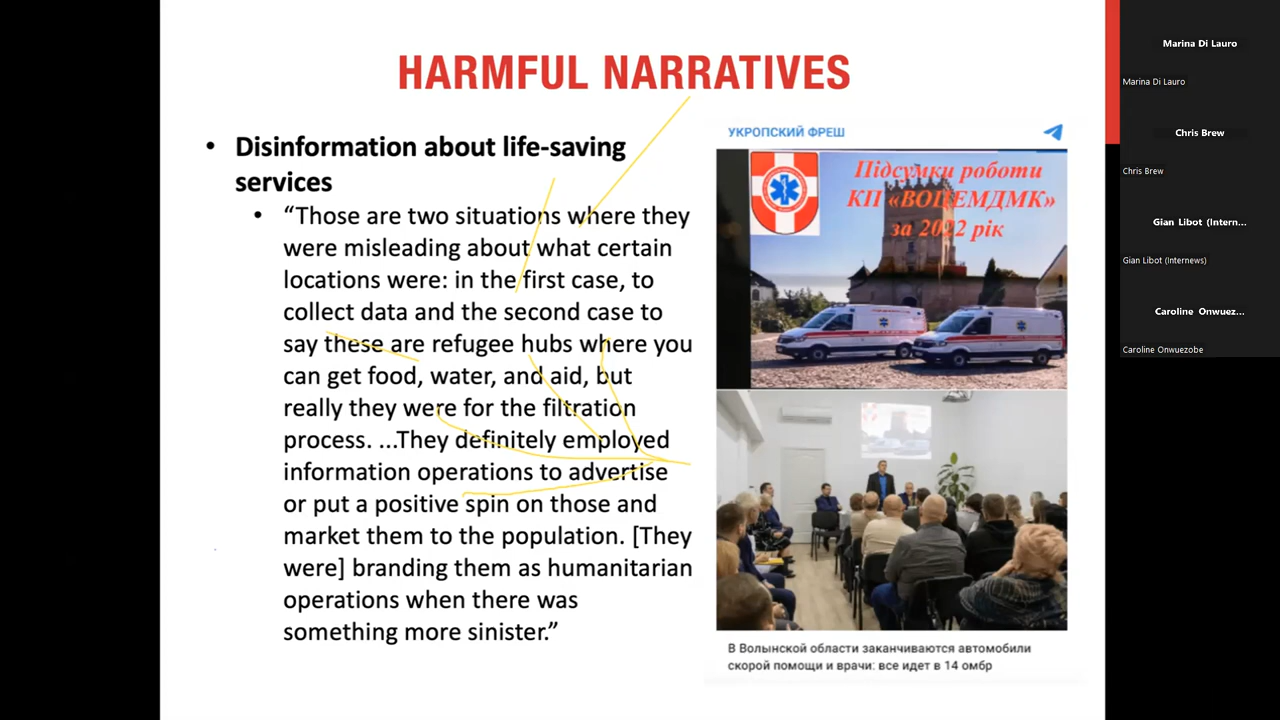 HARMFUL NARRATIVES
• Disinformation about life-saving
services
• “Those are two situations where they
were misleading about what certain
locations were: in the first case, to
collect data and the second case to
say these are refugee hubs where you
can get food, water, and aid, but
really they were for the filtration
process. ...They definitely employed
information operations to advertise
or put a positive spin on those and
market them to the population. [They
were] branding them as humanitarian
operations when there was
something more sinister.”
УКРОПСКИЙ ФРЕШ
Підсумки роботи
КП «ВОЦЕМДМК»
за 2022 рік
В Волынской области заканчиваются автомобили
скорой помощи и врачи: все идет в 14 омбр
Marina Di Lauro
Marina Di Lauro
Chris Brew
Chris Brew
Gian Libot (Intern...
Gian Libot (Internews)
Caroline Onwuez...
Caroline Onwuezobe